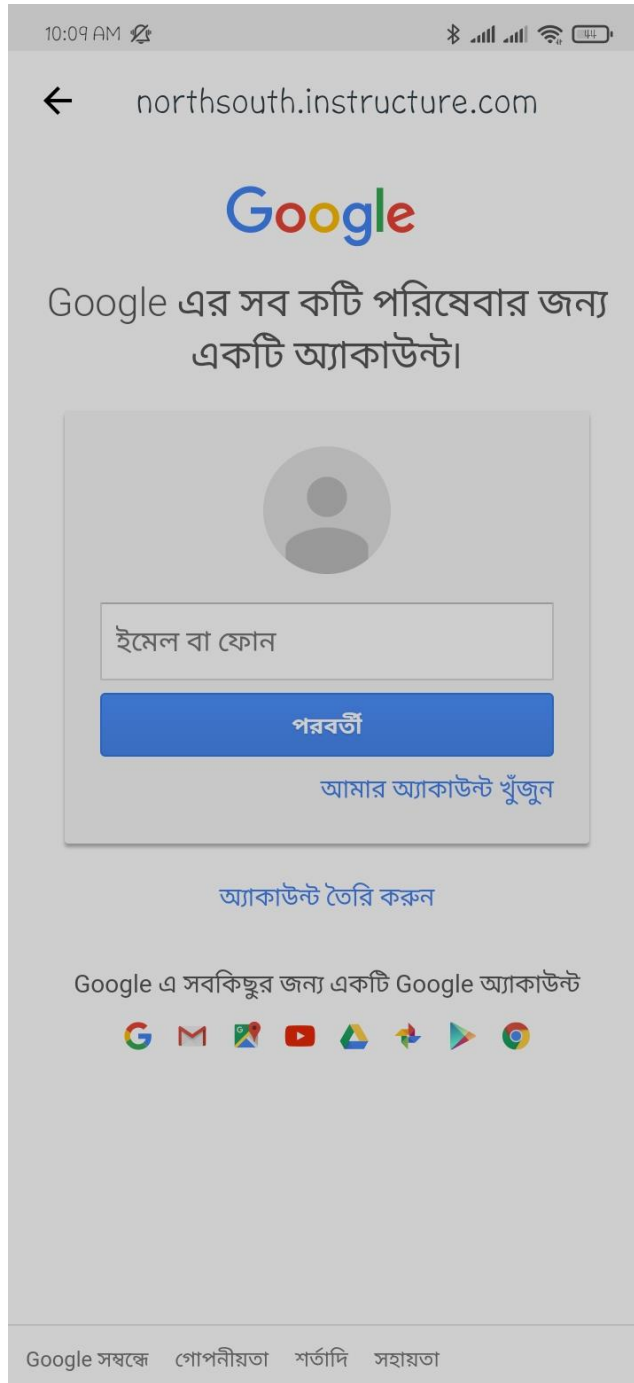 10:09 AM
44
northsouth.instructure.com
Google
Google এর সব কটি পরিষেবার জন্য
একটি অ্যাকাউন্ট।
ইমেল বা ফোন
পরবর্তী
আমার অ্যাকাউন্ট খুঁজুন
অ্যাকাউন্ট তৈরি করুন
Google এ সবকিছুর জন্য একটি Google অ্যাকাউন্ট
Google সম্বন্ধে গোপনীয়তা শর্তাদি সহায়তা